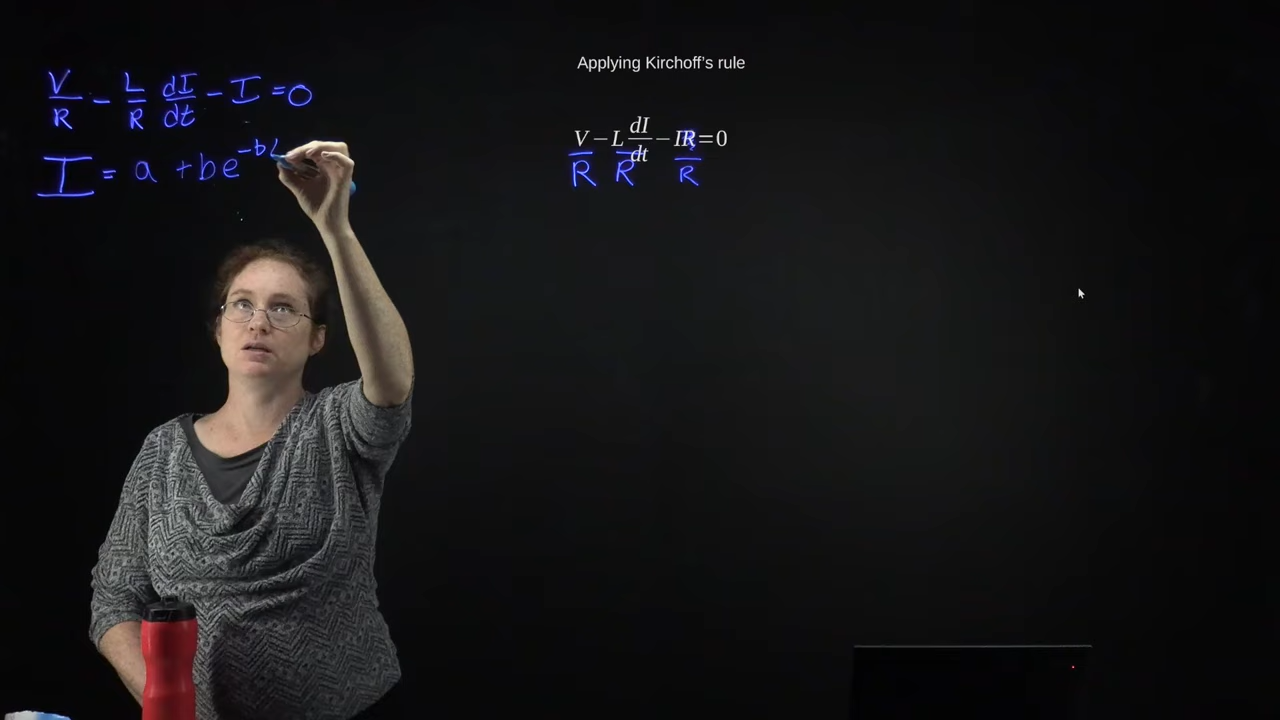 Applying Kirchoff's rule
V/R - L/R dI/dt - I = 0
V - L dI/dt - IR = 0
R R R/R
I = a + be^-b